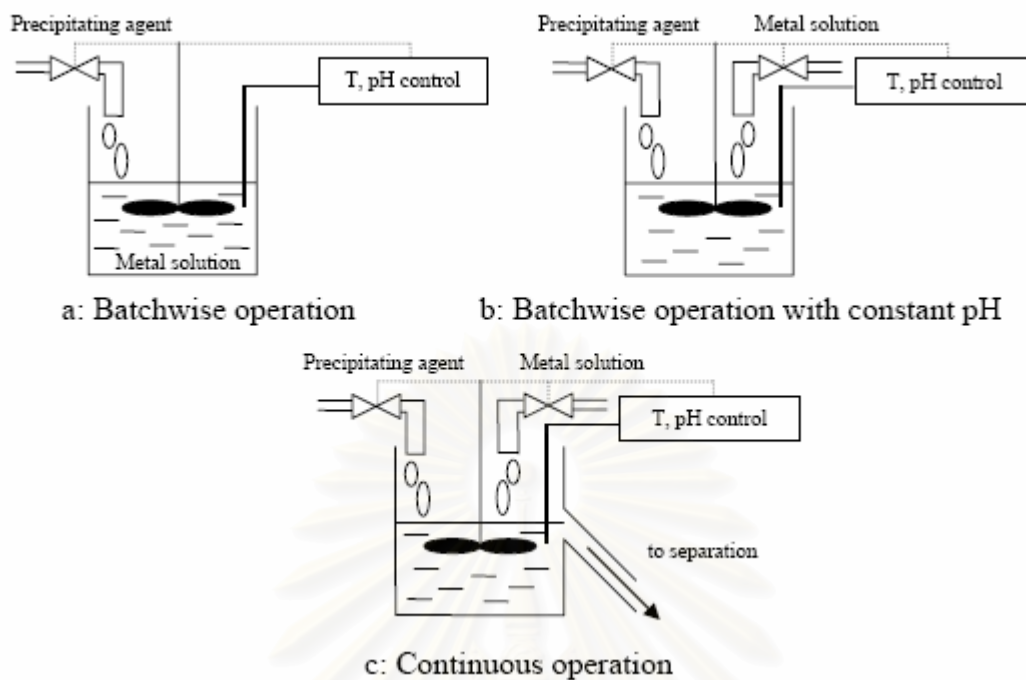 Precipitating agent
T, pH control
Metal solution
a: Batchwise operation
Precipitating agent
Metal solution
T, pH control
b: Batchwise operation with constant pH
Precipitating agent
Metal solution
T, pH control
to separation
c: Continuous operation